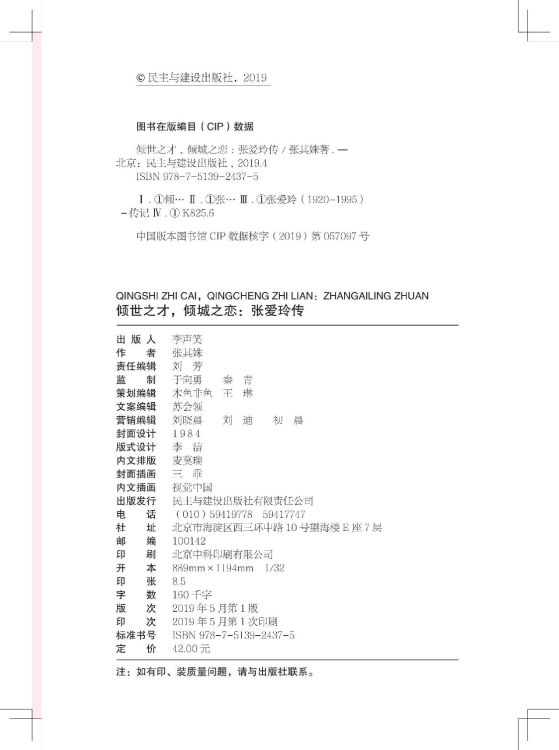 © 民主与建设出版社，2019
图书在版编目（CIP）数据
倾世之才，倾城之恋：张爱玲传 / 张其姝著 . —
北京：民主与建设出版社，2019.4
ISBN 978-7-5139-2437-5
Ⅰ . ①倾… Ⅱ . ①张… Ⅲ . ①张爱玲（1920-1995）
－传记 Ⅳ . ① K825.6
中国版本图书馆 CIP 数据核字（2019）第 057097 号
QINGSHI ZHI CAI，QINGCHENG ZHI LIAN：ZHANGAILING ZHUAN
倾世之才，倾城之恋：张爱玲传
出 版 人 李声笑
作 者 张其姝
责任编辑 刘 芳
监 制 于向勇 秦 青
策划编辑 木鱼非鱼 王 琳
文案编辑 苏会领
营销编辑 刘晓晨 刘 迪 初 晨
封面设计 1984
版式设计 李 洁
内文排版 麦莫瑞
封面插画 三 乖
内文插画 视觉中国
出版发行 民主与建设出版社有限责任公司
电 话 （010）59419778 59417747
社 址 北京市海淀区西三环中路 10 号望海楼 E 座 7 层
邮 编 100142
印 刷 北京中科印刷有限公司
开 本 889mm×1194mm 1/32
印 张 8.5
字 数 160 千字
版 次 2019 年 5 月第 1 版
印 次 2019 年 5 月第 1 次印刷
标准书号 ISBN 978-7-5139-2437-5
定 价 42.00 元
注：如有印、装质量问题，请与出版社联系。